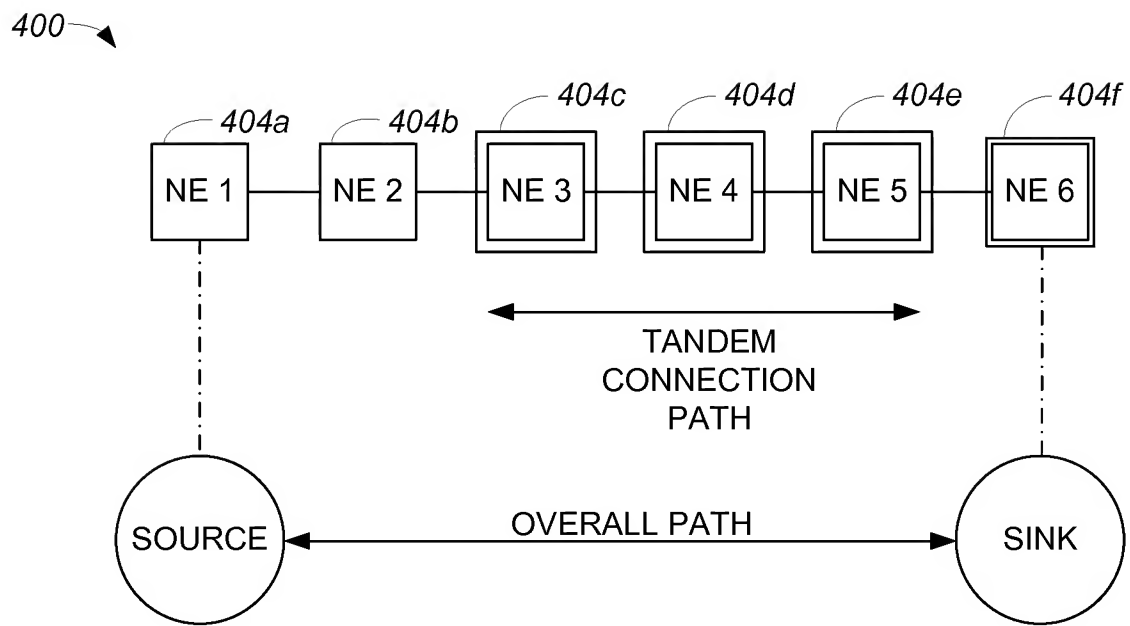 400
404a
404b
404c
404d
404e
404f
NE 1
NE 2
NE 3
NE 4
NE 5
NE 6
TANDEM
CONNECTION
PATH
SOURCE
OVERALL PATH
SINK